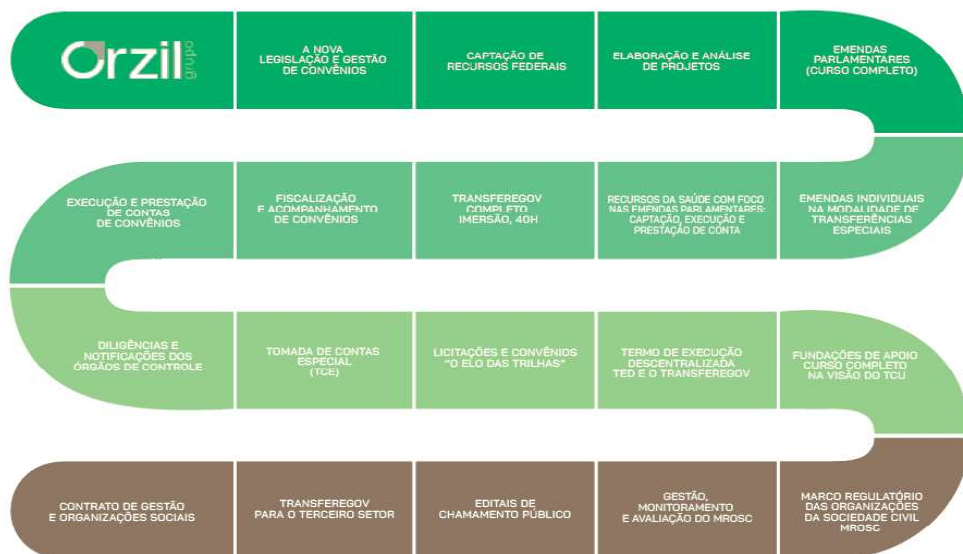 Orzil
grupo
A NOVA
LEGISLAÇÃO E GESTÃO
DE CONVÊNIOS
CAPTAÇÃO DE
RECURSOS FEDERAIS
ELABORAÇÃO E ANÁLISE
DE PROJETOS
EMENDAS
PARLAMENTARES
(CURSO COMPLETO)
EMENDAS INDIVIDUAIS
NA MODALIDADE DE
TRANSFERÊNCIAS
ESPECIAIS
RECURSOS DA SAÚDE COM FOCO
NAS EMENDAS PARLAMENTARES:
CAPTAÇÃO, EXECUÇÃO E
PRESTAÇÃO DE CONTA
TRANSFEREGOV
COMPLETO
IMERSÃO, 40H
FISCALIZAÇÃO
E ACOMPANHAMENTO
DE CONVÊNIOS
EXECUÇÃO E PRESTAÇÃO
DE CONTAS
DE CONVÊNIOS
DILIGÊNCIAS E
NOTIFICAÇÕES DOS
ÓRGÃOS DE CONTROLE
TOMADA DE CONTAS
ESPECIAL
(TCE)
LICITAÇÕES E CONVÊNIOS
"O ELO DAS TRILHAS"
TERMO DE EXECUÇÃO
DESCENTRALIZADA
TED E O TRANSFEREGOV
FUNDAÇÕES DE APOIO
CURSO COMPLETO
NA VISÃO DO TCU
MARCO REGULATÓRIO
DAS ORGANIZAÇÕES
DA SOCIEDADE CIVIL
MROSC
GESTÃO,
MONITORAMENTO
E AVALIAÇÃO DO MROSC
EDITAIS DE
CHAMAMENTO PÚBLICO
TRANSFEREGOV
PARA O TERCEIRO SETOR
CONTRATO DE GESTÃO
E ORGANIZAÇÕES SOCIAIS